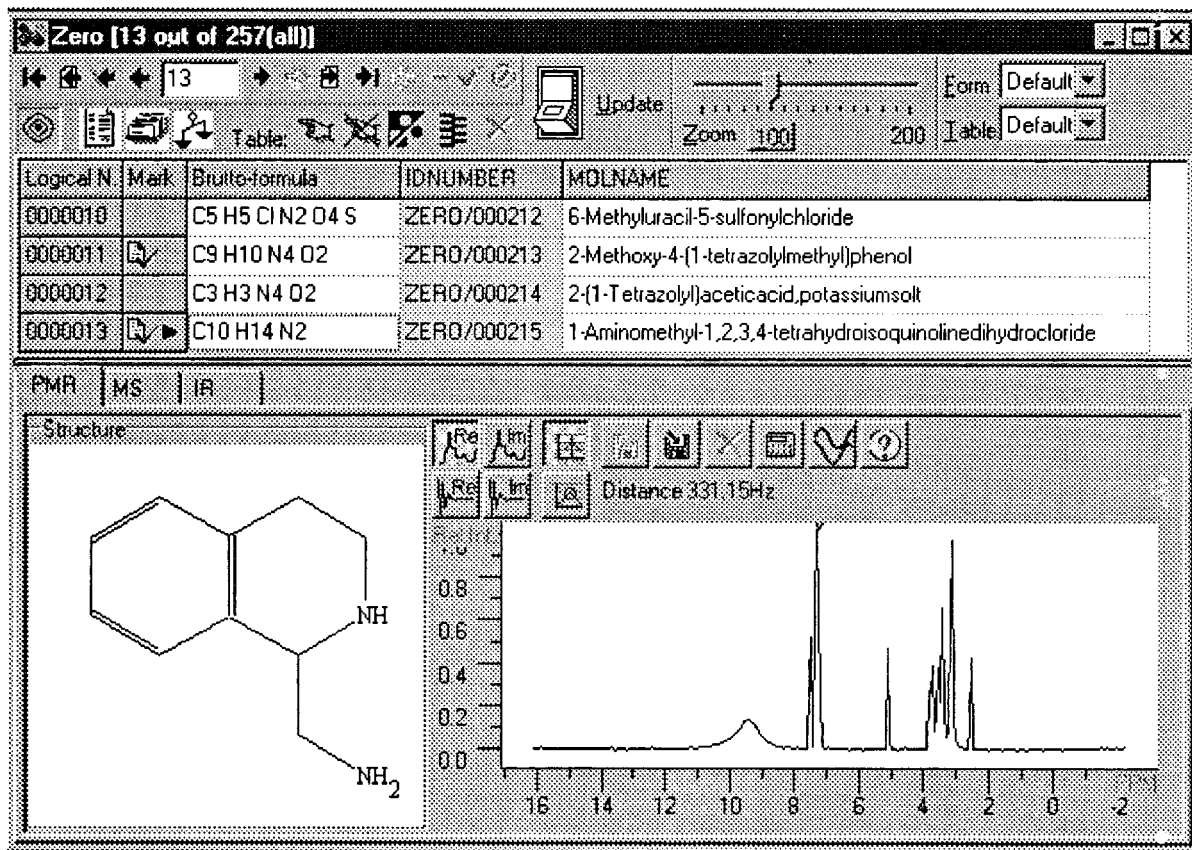 Zero [13 out of 257(all)]
13
Update
Zoom 100 200
Form Default
Table Default
Table:
Logical N Mark Brutto-formula IDNUMBER MOLNAME
0000010 C5 H5 Cl N2 O4 S ZERO/000212 6-Methyluracil-5-sulfonylchloride
0000011 C9 H10 N4 O2 ZERO/000213 2-Methoxy-4-(1-tetrazolylmethyl)phenol
0000012 C3 H3 N4 O2 ZERO/000214 2-(1-Tetrazolyl)aceticacid,potassiumsolt
0000013 C10 H14 N2 ZERO/000215 1-Aminomethyl-1,2,3,4-tetrahydroisoquinolinedihydrocloride
PMR MS IR
Structure
Re Im
Re Im Distance 331,15Hz
0.8
0.6
0.4
0.2
0.0
16 14 12 10 8 6 4 2 0 -2
NH
NH2